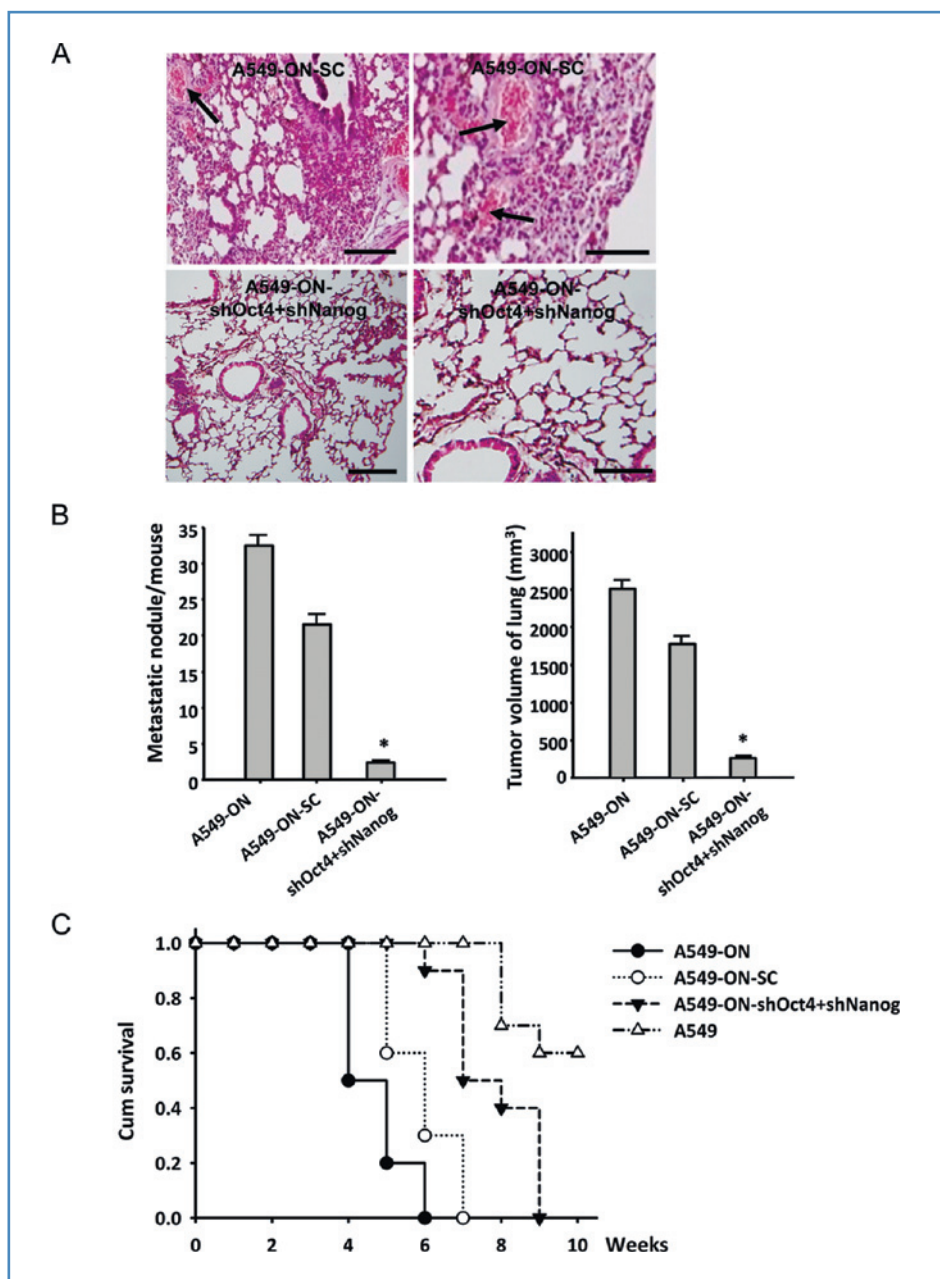 A
A549-ON-SC
A549-ON-SC
A549-ON-
shOct4+shNanog
A549-ON-
shOct4+shNanog
B
Metastatic nodule/mouse
35
30
25
20
15
10
5
0
A549-ON
A549-ON-SC
A549-ON-
shOct4+shNanog
*
Tumor volume of lung (mm³)
3000
2500
2000
1500
1000
500
0
A549-ON
A549-ON-SC
A549-ON-
shOct4+shNanog
*
C
Cum survival
1.0
0.8
0.6
0.4
0.2
0.0
0 2 4 6 8 10 Weeks
A549-ON
A549-ON-SC
A549-ON-shOct4+shNanog
A549